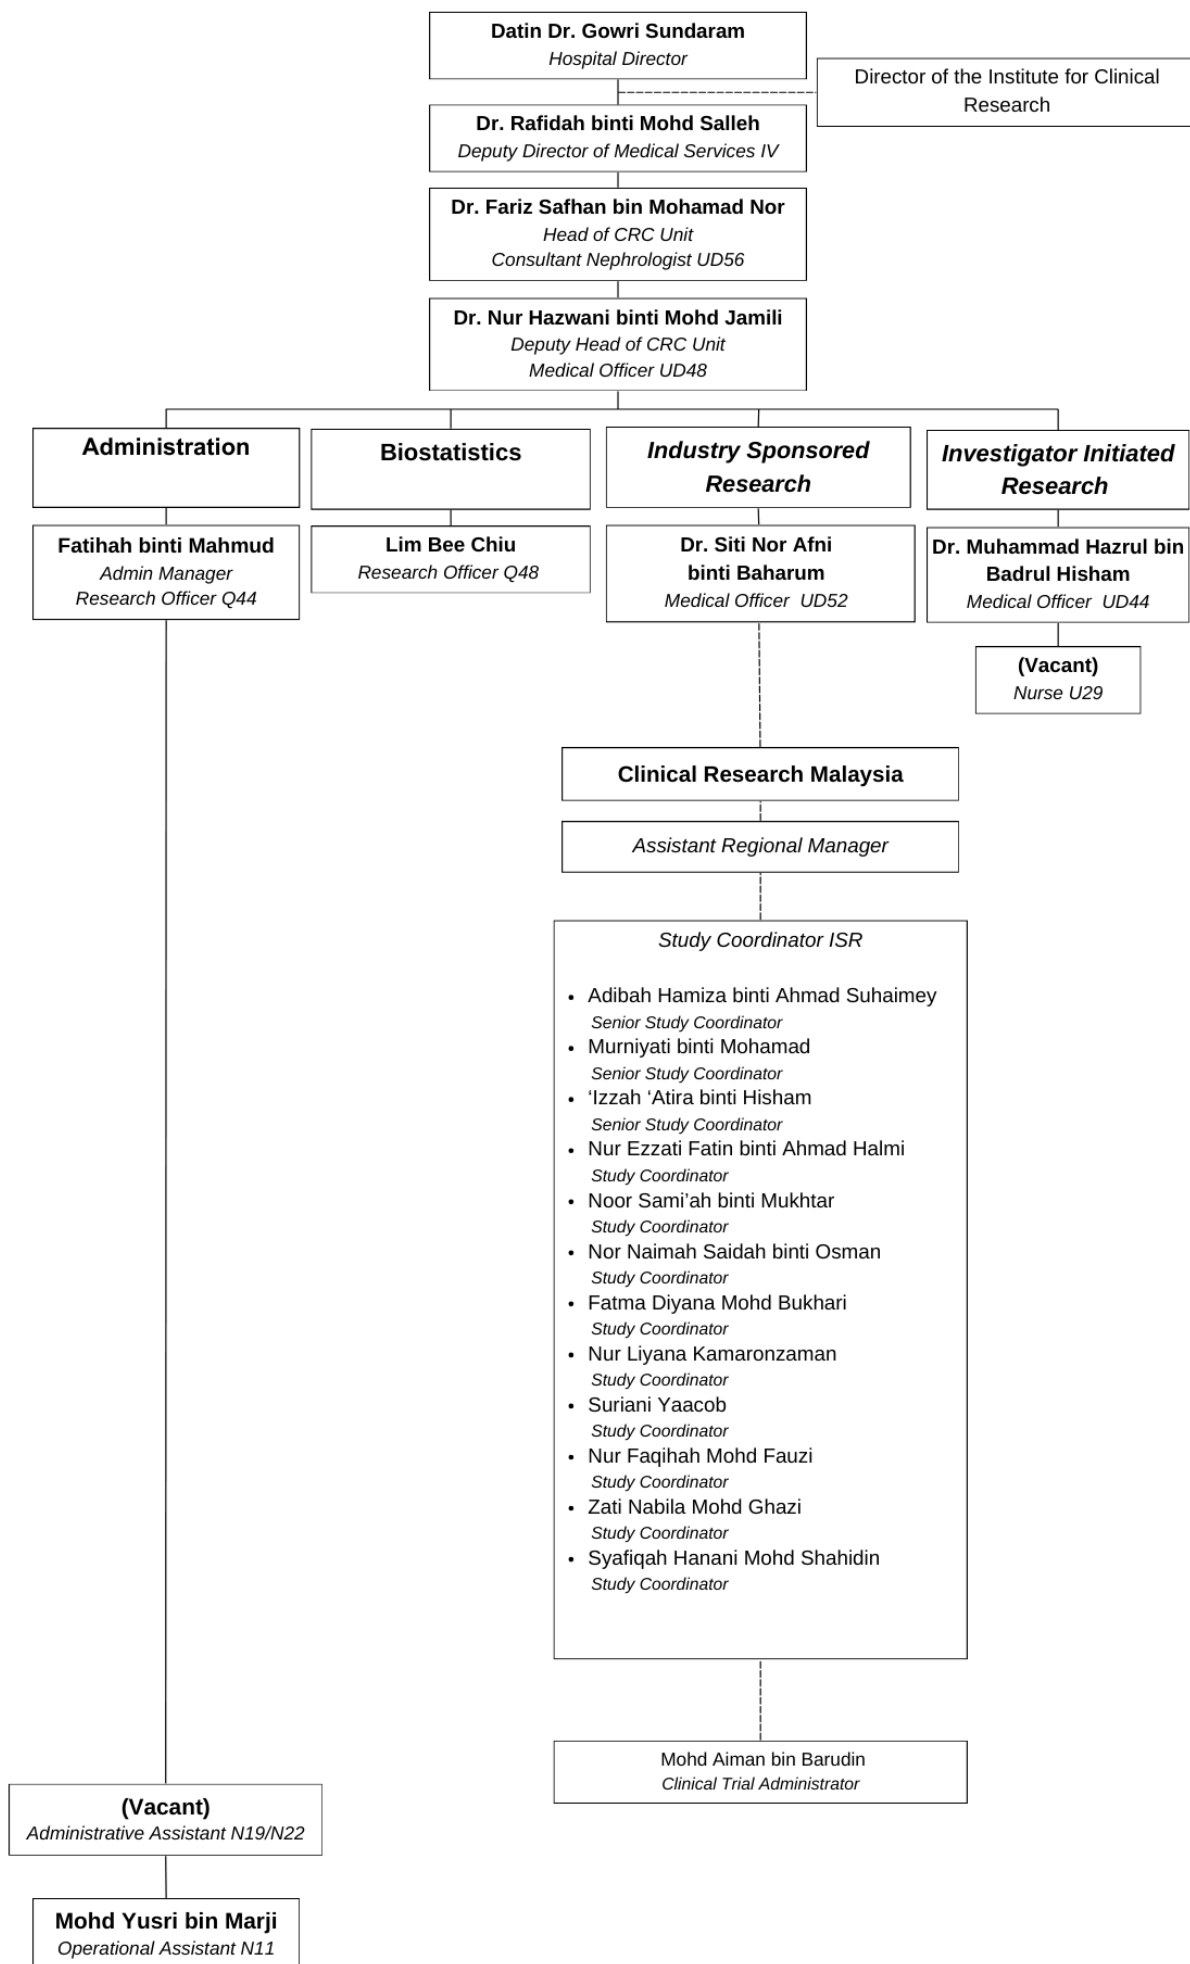 Datin Dr. Gowri Sundaram
Hospital Director
Director of the Institute for Clinical
Research
Dr. Rafidah binti Mohd Salleh
Deputy Director of Medical Services IV
Dr. Fariz Safhan bin Mohamad Nor
Head of CRC Unit
Consultant Nephrologist UD56
Dr. Nur Hazwani binti Mohd Jamili
Deputy Head of CRC Unit
Medical Officer UD48
Administration
Fatihah binti Mahmud
Admin Manager
Research Officer Q44
(Vacant)
Administrative Assistant N19/N22
Mohd Yusri bin Marji
Operational Assistant N11
Biostatistics
Lim Bee Chiu
Research Officer Q48
Industry Sponsored
Research
Dr. Siti Nor Afni
binti Baharum
Medical Officer UD52
Clinical Research Malaysia
Assistant Regional Manager
Study Coordinator ISR
• Adibah Hamiza binti Ahmad Suhaimey
Senior Study Coordinator
• Murniyati binti Mohamad
Senior Study Coordinator
• ‘Izzah ‘Atira binti Hisham
Senior Study Coordinator
• Nur Ezzati Fatin binti Ahmad Halmi
Study Coordinator
• Noor Sami’ah binti Mukhtar
Study Coordinator
• Nor Naimah Saidah binti Osman
Study Coordinator
• Fatma Diyana Mohd Bukhari
Study Coordinator
• Nur Liyana Kamaronzaman
Study Coordinator
• Suriani Yaacob
Study Coordinator
• Nur Faqihah Mohd Fauzi
Study Coordinator
• Zati Nabila Mohd Ghazi
Study Coordinator
• Syafiqah Hanani Mohd Shahidin
Study Coordinator
Mohd Aiman bin Barudin
Clinical Trial Administrator
Investigator Initiated
Research
Dr. Muhammad Hazrul bin
Badrul Hisham
Medical Officer UD44
(Vacant)
Nurse U29